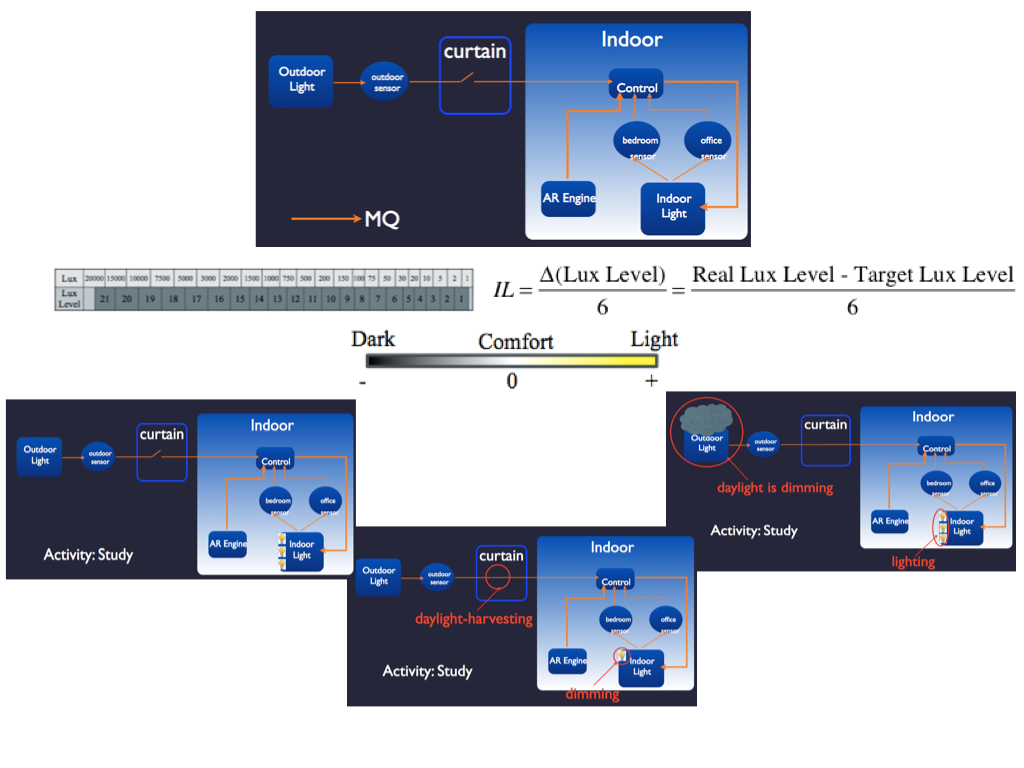 Indoor
curtain
Outdoor
Light
outdoor
sensor
Control
bedroom
sensor
office
sensor
AR Engine
Indoor
Light
MQ
Lux 20000 15000 10000 7500 5000 3000 2000 1500 1000 750 500 200 150 100 75 50 30 20 10 5 2 1
Lux
Level 21 20 19 18 17 16 15 14 13 12 11 10 9 8 7 6 5 4 3 2 1
IL = Δ(Lux Level) / 6 = Real Lux Level - Target Lux Level / 6
Dark Comfort Light
- 0 +
Indoor
curtain
Outdoor
Light
outdoor
sensor
Control
bedroom
sensor
office
sensor
AR Engine
Indoor
Light
Activity: Study
Indoor
curtain
Outdoor
Light
outdoor
sensor
Control
daylight-harvesting
bedroom
sensor
office
sensor
AR Engine
Indoor
Light
Activity: Study
dimming
Indoor
curtain
Outdoor
Light
outdoor
sensor
Control
daylight is dimming
bedroom
sensor
office
sensor
AR Engine
Indoor
Light
Activity: Study
lighting